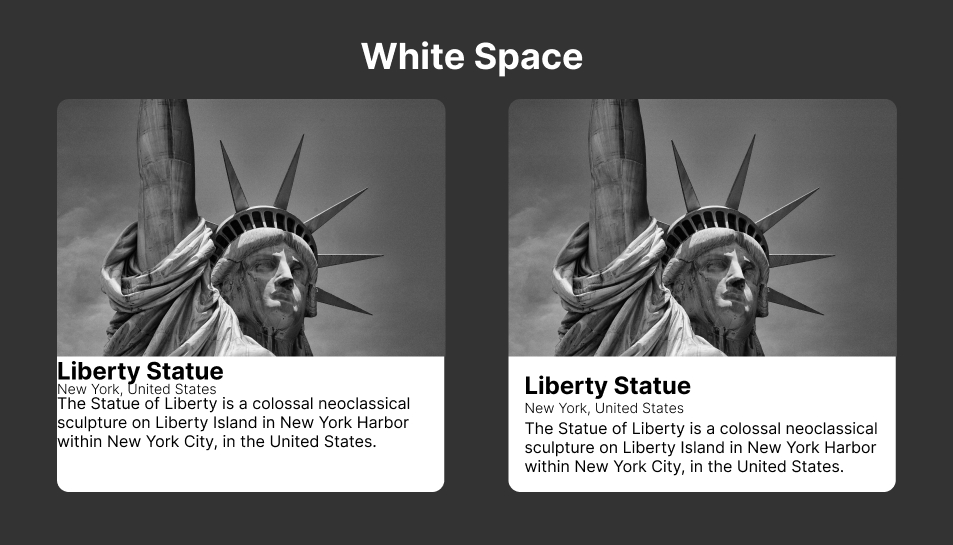 White Space
Liberty Statue
New York, United States
The Statue of Liberty is a colossal neoclassical
sculpture on Liberty Island in New York Harbor
within New York City, in the United States.
Liberty Statue
New York, United States
The Statue of Liberty is a colossal neoclassical
sculpture on Liberty Island in New York Harbor
within New York City, in the United States.